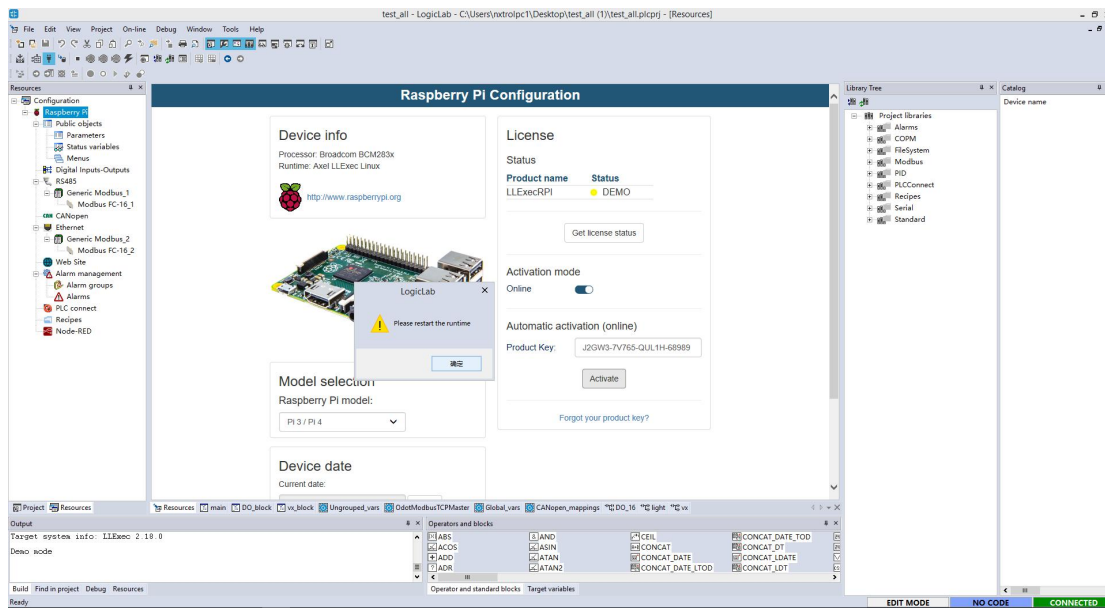 test_all - LogicLab - C:\Users\nxtrolpc1\Desktop\test_all (1)\test_all.plcprj - [Resources]
File Edit View Project On-line Debug Window Tools Help
Resources
Configuration
Raspberry Pi
Public objects
Parameters
Status variables
Menus
Digital Inputs-Outputs
RS485
Generic Modbus_1
Modbus FC-16_1
CANopen
Ethernet
Generic Modbus_2
Modbus FC-16_2
Web Site
Alarm management
Alarm groups
Alarms
PLC connect
Recipes
Node-RED
Project Resources
Raspberry Pi Configuration
Device info
Processor: Broadcom BCM283x
Runtime: Axel LLExec Linux
http://www.raspberrypi.org
Model selection
Raspberry Pi model:
Pi 3 / Pi 4
Device date
Current date:
License
Status
Product name Status
LLExecRPI DEMO
Get license status
Activation mode
Online
Automatic activation (online)
Product Key: J2GW3-7V765-QUL1H-68989
Activate
Forgot your product key?
LogicLab
Please restart the runtime
确定
Resources main DO_block vx_block Ungrouped_vars OdotModbusTCPMaster Global_vars CANopen_mappings DO_16 light vx
Library Tree
Project libraries
Alarms
COPM
FileSystem
Modbus
PID
PLCConnect
Recipes
Serial
Standard
Catalog
Device name
Output
Target system info: LLExec 2.18.0
Demo mode
Build Find in project Debug Resources
Operators and blocks
ABS AND CEIL CONCAT_DATE_TOD
ACOS ASIN CONCAT CONCAT_DT
ADD ATAN CONCAT_DATE CONCAT_LDATE
ADR ATAN2 CONCAT_DATE_LTOD CONCAT_LDT
Operator and standard blocks Target variables
Ready
EDIT MODE NO CODE CONNECTED